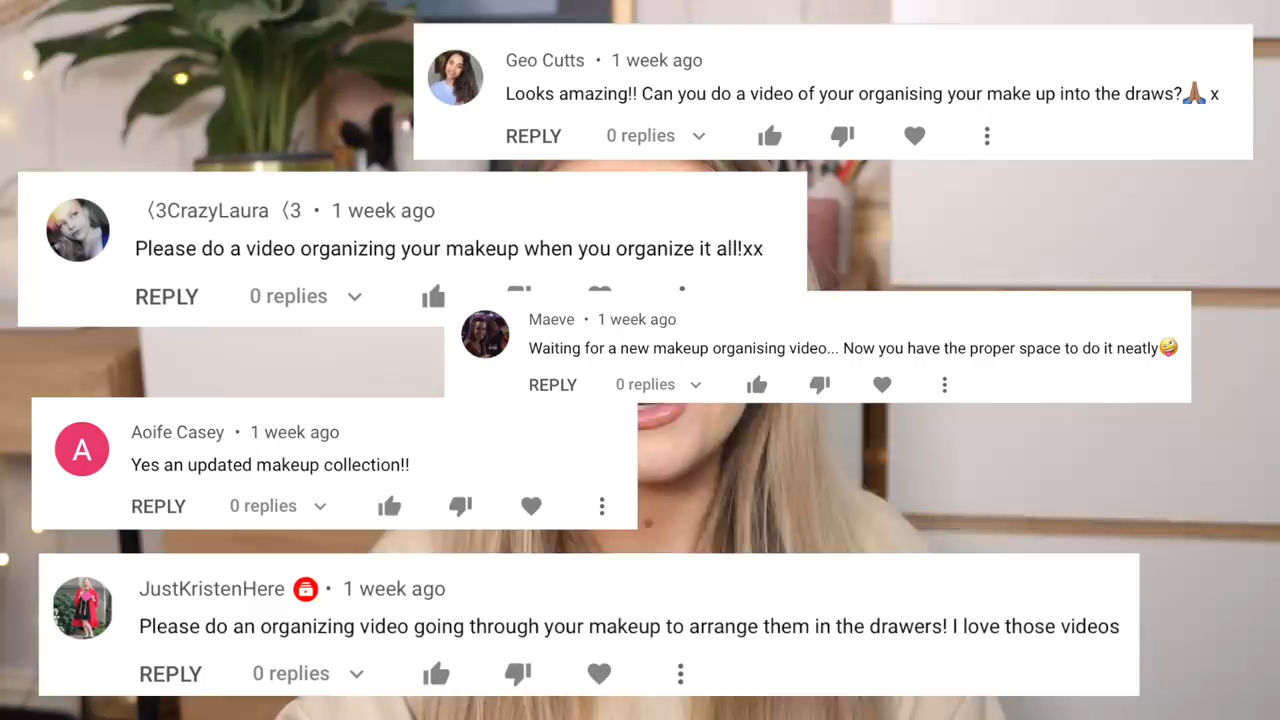 Geo Cutts • 1 week ago
Looks amazing!! Can you do a video of your organising your make up into the draws?🙏🏽 x
REPLY 0 replies
〈3CrazyLaura 〈3 • 1 week ago
Please do a video organizing your makeup when you organize it all!xx
REPLY 0 replies
Maeve • 1 week ago
Waiting for a new makeup organising video... Now you have the proper space to do it neatly🤪
REPLY 0 replies
A
Aoife Casey • 1 week ago
Yes an updated makeup collection!!
REPLY 0 replies
JustKristenHere • 1 week ago
Please do an organizing video going through your makeup to arrange them in the drawers! I love those videos
REPLY 0 replies